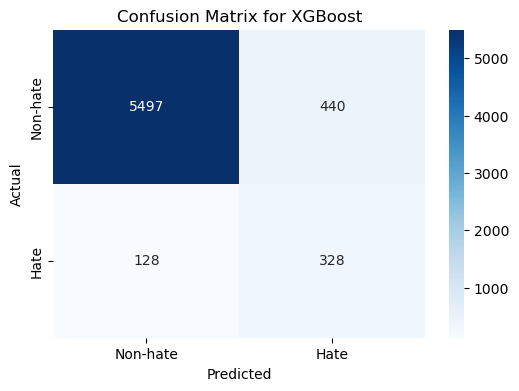 Confusion Matrix for XGBoost
Non-hate
5497
440
5000
4000
3000
2000
1000
Actual
Hate
128
328
Non-hate
Hate
Predicted